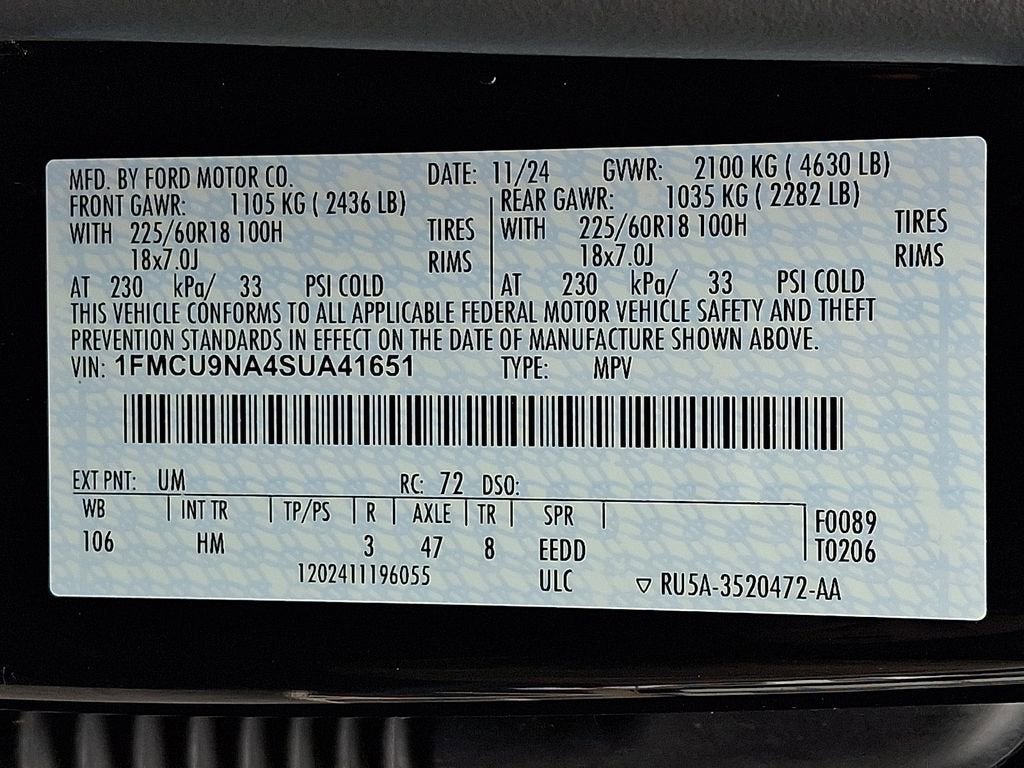 MFD. BY FORD MOTOR CO. DATE: 11/24 GVWR: 2100 KG ( 4630 LB)
FRONT GAWR: 1105 KG ( 2436 LB) REAR GAWR: 1035 KG ( 2282 LB)
WITH 225/60R18 100H TIRES WITH 225/60R18 100H TIRES
18x7.0J RIMS 18x7.0J RIMS
AT 230 kPa/ 33 PSI COLD AT 230 kPa/ 33 PSI COLD
THIS VEHICLE CONFORMS TO ALL APPLICABLE FEDERAL MOTOR VEHICLE SAFETY AND THEFT
PREVENTION STANDARDS IN EFFECT ON THE DATE OF MANUFACTURE SHOWN ABOVE.
VIN: 1FMCU9NA4SUA41651 TYPE: MPV
EXT PNT: UM RC: 72 DSO:
WB INT TR TP/PS R AXLE TR SPR F0089
106 HM 3 47 8 EEDD T0206
1202411196055 ULC ▽ RU5A-3520472-AA